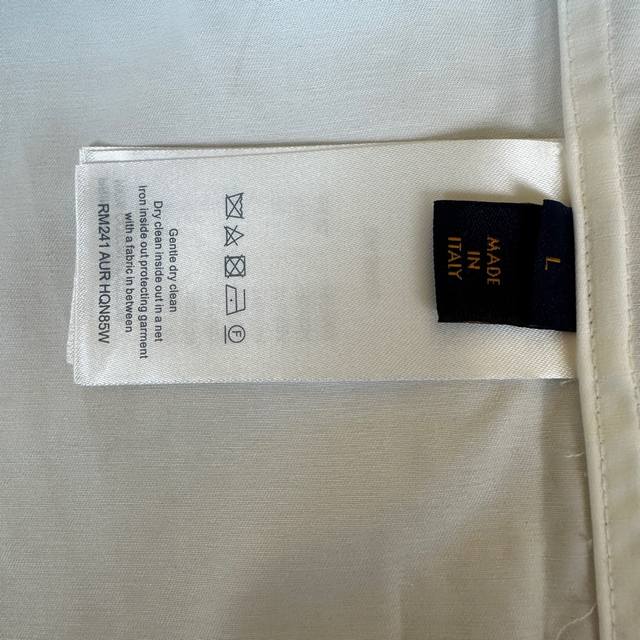 Gentle dry clean
Dry clean inside out in a net
Iron inside out protecting garment
with a fabric in between
RM241 AUR HQN85W
F
MADE
IN
ITALY
L